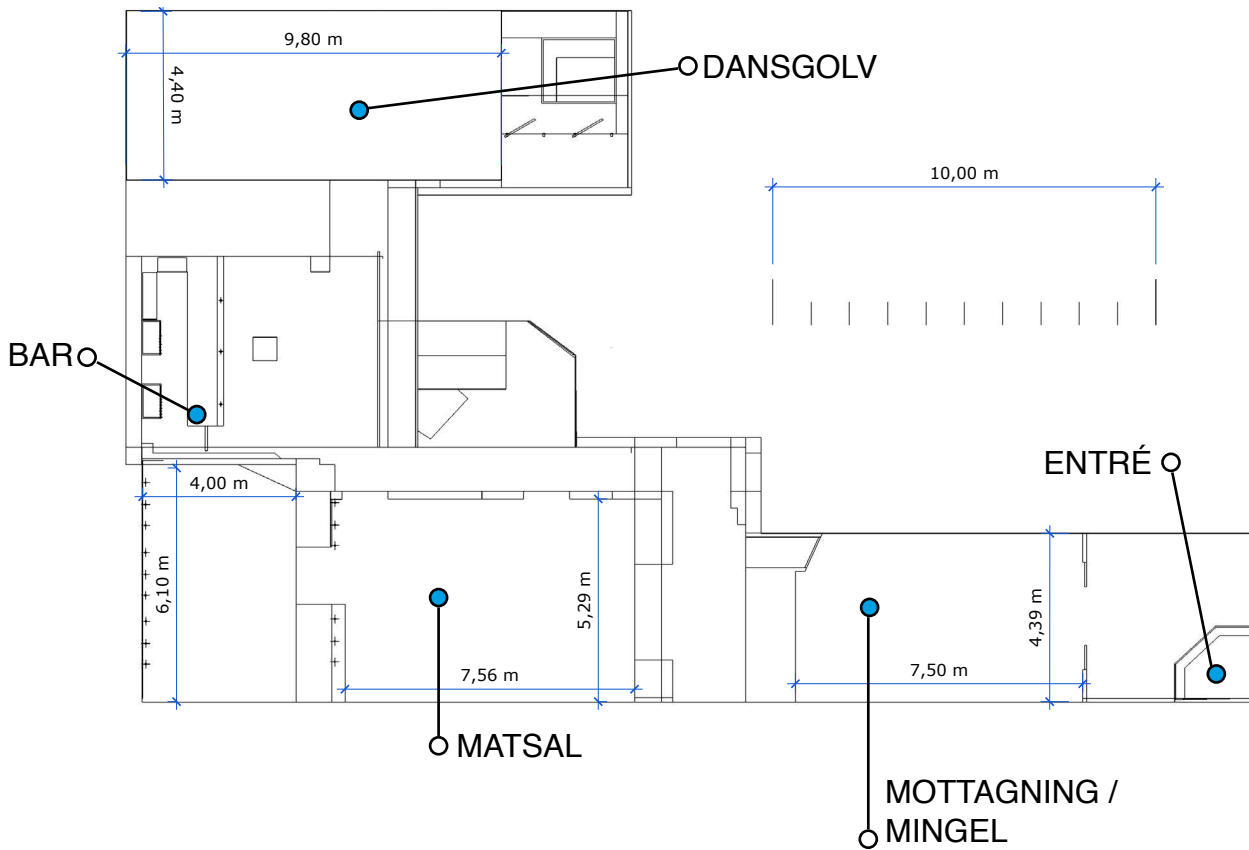 9,80 m
4,40 m
DANSGOLV
10,00 m
BAR
ENTRÉ
4,00 m
6,10 m
5,29 m
4,39 m
7,56 m
7,50 m
MATSAL
MOTTAGNING /
MINGEL